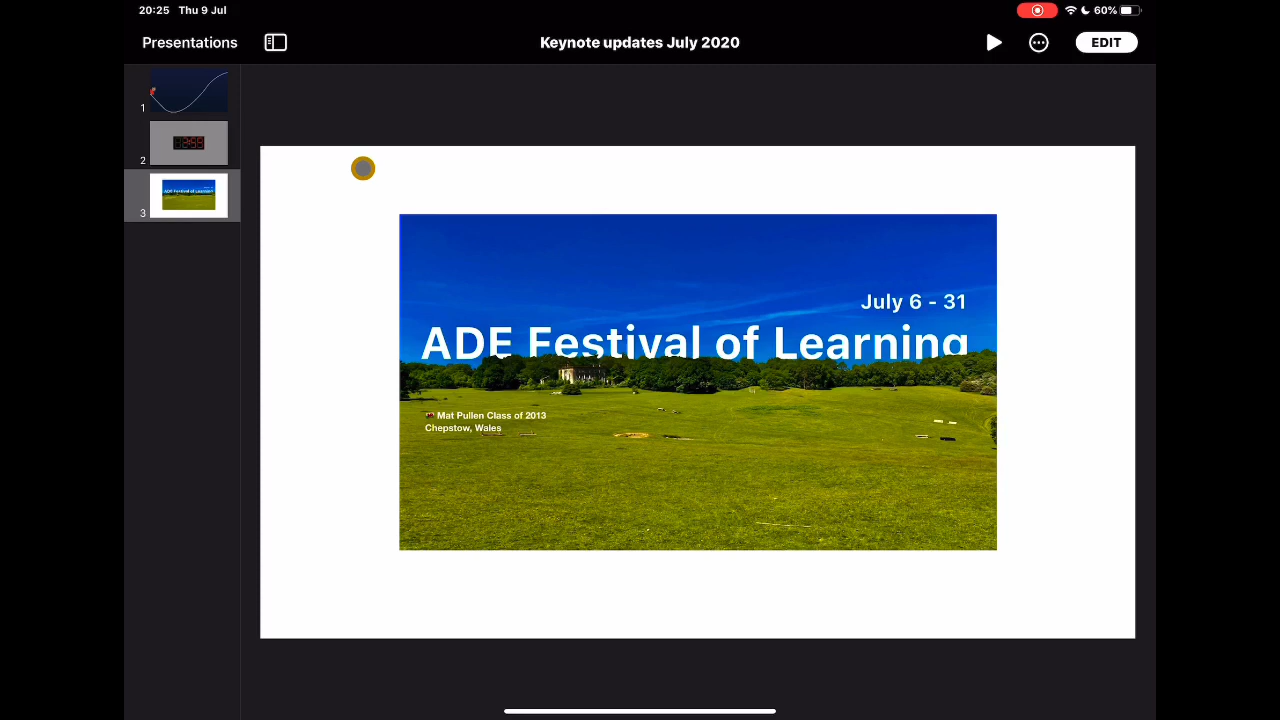 20:25 Thu 9 Jul
60%
Presentations
Keynote updates July 2020
EDIT
1
2
3
July 6 - 31
ADE Festival of Learning
Mat Pullen Class of 2013
Chepstow, Wales